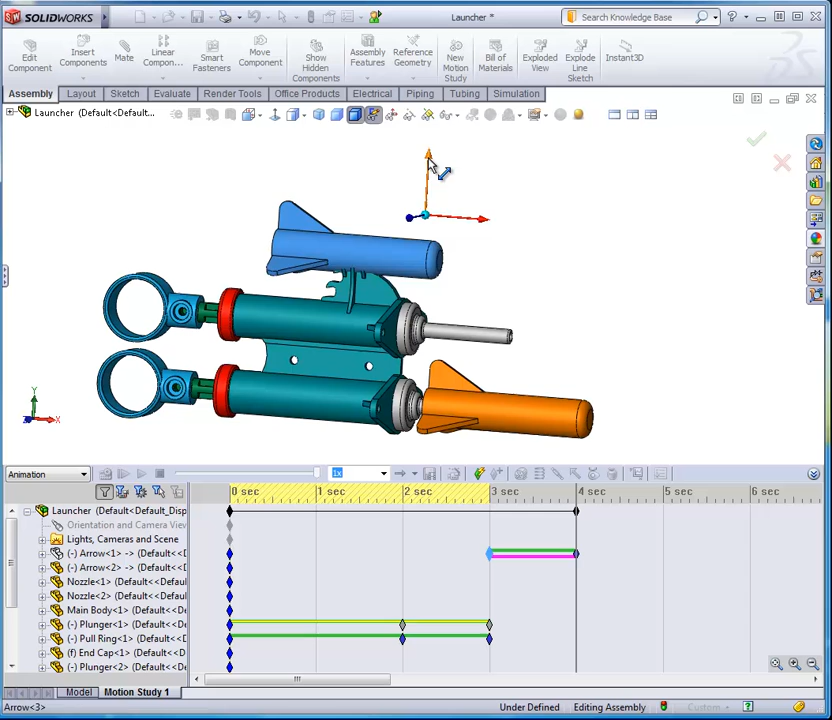 SOLIDWORKS
Launcher *
Search Knowledge Base
Edit Component
Insert Components
Mate
Linear Compon...
Smart Fasteners
Move Component
Show Hidden Components
Assembly Features
Reference Geometry
New Motion Study
Bill of Materials
Exploded View
Explode Line Sketch
Instant3D
Assembly
Layout
Sketch
Evaluate
Render Tools
Office Products
Electrical
Piping
Tubing
Simulation
Launcher (Default<Default...
Y
X
Animation
1x
0 sec
1 sec
2 sec
3 sec
4 sec
5 sec
6 sec
Launcher (Default<Default_Disp
Orientation and Camera View
Lights, Cameras and Scene
(-) Arrow<1> -> (Default<<D
(-) Arrow<2> -> (Default<<D
Nozzle<1> (Default<<Default
Nozzle<2> (Default<<Default
Main Body<1> (Default<<De
(-) Plunger<1> (Default<<De
(-) Pull Ring<1> (Default<<D
(f) End Cap<1> (Default<<De
(-) Plunger<2> (Default<<De
Model
Motion Study 1
Arrow<3>
Under Defined
Editing Assembly
Custom